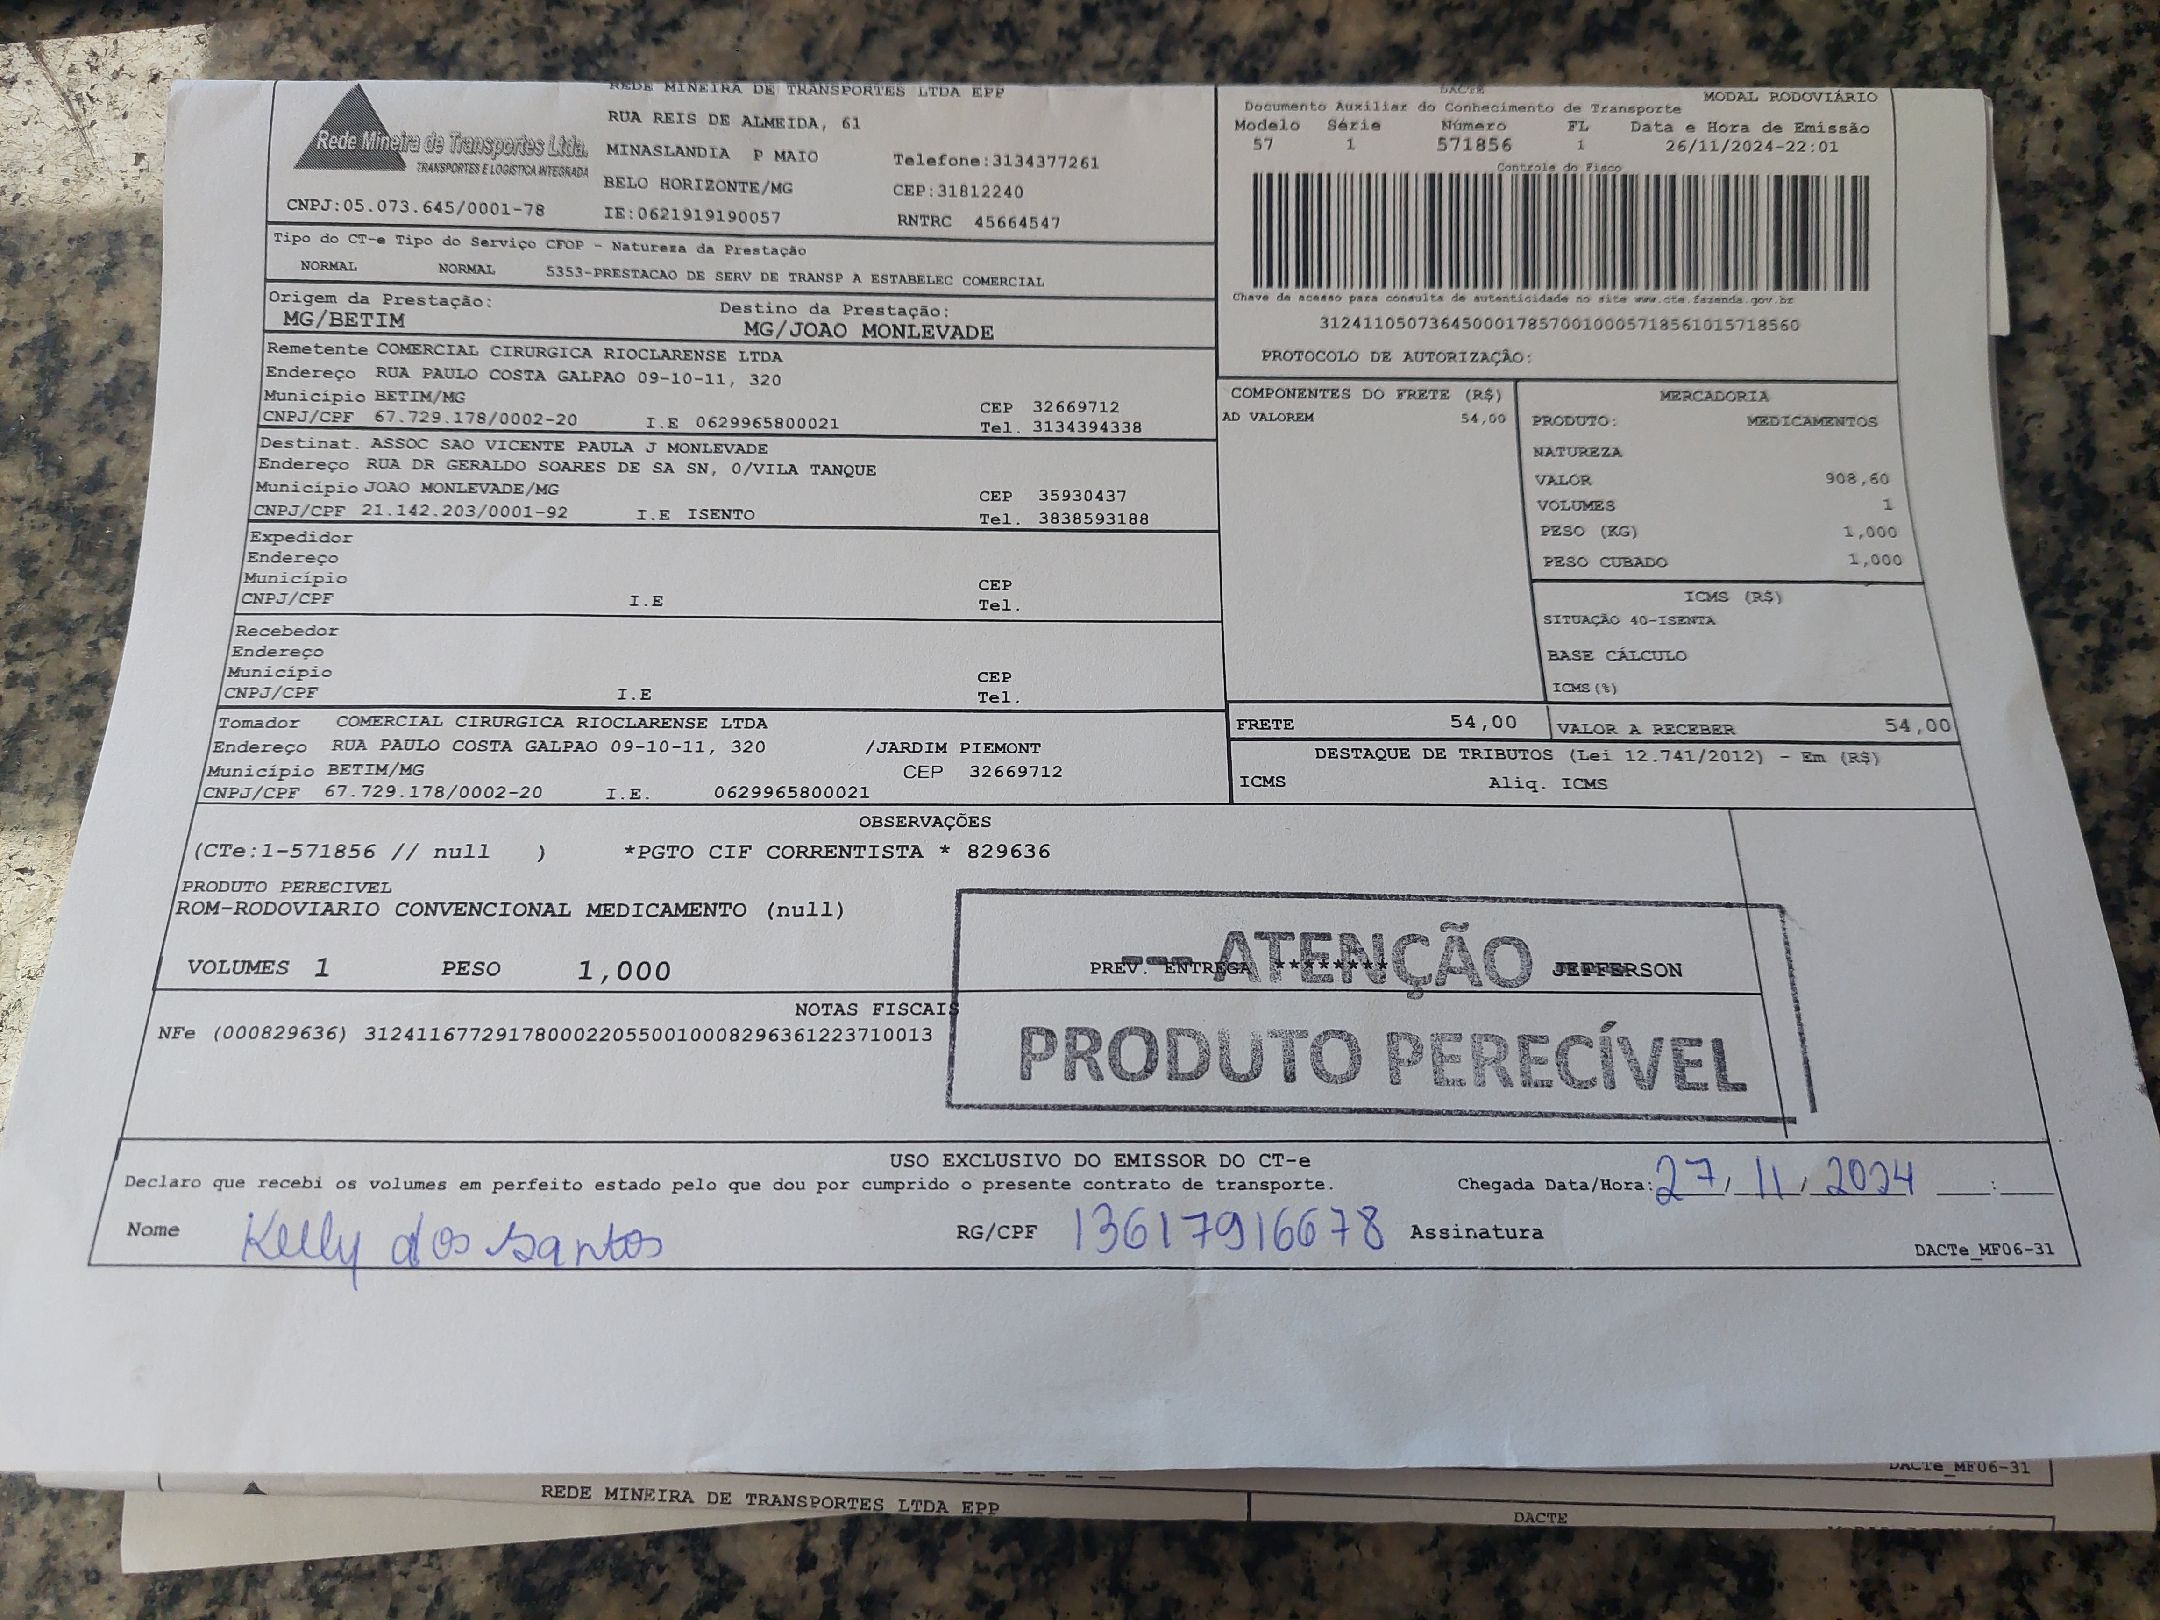 Rede Mineira de Transportes Ltda.
TRANSPORTES E LOGISTICA INTEGRADA
CNPJ:05.073.645/0001-78
REDE MINEIRA DE TRANSPORTES LTDA EPP
RUA REIS DE ALMEIDA, 61
MINASLANDIA P MAIO Telefone:3134377261
BELO HORIZONTE/MG CEP:31812240
IE:0621919190057 RNTRC 45664547
DACTE MODAL RODOVIÁRIO
Documento Auxiliar do Conhecimento de Transporte
Modelo Série Número FL Data e Hora de Emissão
57 1 571856 1 26/11/2024-22:01
Controle do Fisco
Chave de acesso para consulta de autenticidade no site www.cte.fazenda.gov.br
31241105073645000178570010005718561015718560
PROTOCOLO DE AUTORIZAÇÃO:
Tipo do CT-e Tipo do Serviço CFOP - Natureza da Prestação
NORMAL NORMAL 5353-PRESTACAO DE SERV DE TRANSP A ESTABELEC COMERCIAL
Origem da Prestação: Destino da Prestação:
MG/BETIM MG/JOAO MONLEVADE
Remetente COMERCIAL CIRURGICA RIOCLARENSE LTDA
Endereço RUA PAULO COSTA GALPAO 09-10-11, 320
Município BETIM/MG CEP 32669712
CNPJ/CPF 67.729.178/0002-20 I.E 0629965800021 Tel. 3134394338
Destinat. ASSOC SAO VICENTE PAULA J MONLEVADE
Endereço RUA DR GERALDO SOARES DE SA SN, 0/VILA TANQUE
Município JOAO MONLEVADE/MG CEP 35930437
CNPJ/CPF 21.142.203/0001-92 I.E ISENTO Tel. 3838593188
Expedidor
Endereço
Município CEP
CNPJ/CPF I.E Tel.
Recebedor
Endereço
Município CEP
CNPJ/CPF I.E Tel.
Tomador COMERCIAL CIRURGICA RIOCLARENSE LTDA
Endereço RUA PAULO COSTA GALPAO 09-10-11, 320 /JARDIM PIEMONT
Município BETIM/MG CEP 32669712
CNPJ/CPF 67.729.178/0002-20 I.E. 0629965800021
COMPONENTES DO FRETE (R$)
AD VALOREM 54,00
MERCADORIA
PRODUTO: MEDICAMENTOS
NATUREZA
VALOR 908,60
VOLUMES 1
PESO (KG) 1,000
PESO CUBADO 1,000
ICMS (R$)
SITUAÇÃO 40-ISENTA
BASE CÁLCULO
ICMS(%)
FRETE 54,00 VALOR A RECEBER 54,00
DESTAQUE DE TRIBUTOS (Lei 12.741/2012) - Em (R$)
ICMS Aliq. ICMS
OBSERVAÇÕES
(CTe:1-571856 // null ) *PGTO CIF CORRENTISTA * 829636
PRODUTO PERECIVEL
ROM-RODOVIARIO CONVENCIONAL MEDICAMENTO (null)
VOLUMES 1 PESO 1,000 PREV. ENTREGA ******** JEFFERSON
ATENÇÃO
PRODUTO PERECÍVEL
NOTAS FISCAIS
NFe (000829636) 31241167729178000220550010008296361223710013
USO EXCLUSIVO DO EMISSOR DO CT-e
Declaro que recebi os volumes em perfeito estado pelo que dou por cumprido o presente contrato de transporte. Chegada Data/Hora: 27/11/2024 __:__
Nome Kelly dos Santos RG/CPF 13617916678 Assinatura
DACTe_MF06-31
DACTe_MF06-31
REDE MINEIRA DE TRANSPORTES LTDA EPP
DACTE